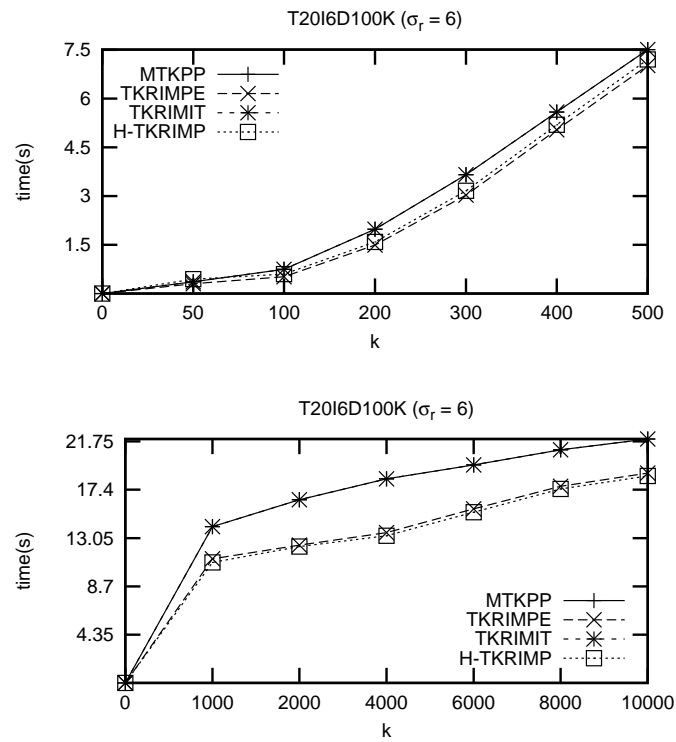 T20I6D100K (σr = 6)
7.5
6
4.5
3
1.5
time(s)
MTKPP
TKRIMPE
TKRIMIT
H-TKRIMP
0 50 100 200 300 400 500
k
T20I6D100K (σr = 6)
21.75
17.4
13.05
8.7
4.35
time(s)
MTKPP
TKRIMPE
TKRIMIT
H-TKRIMP
0 1000 2000 4000 6000 8000 10000
k